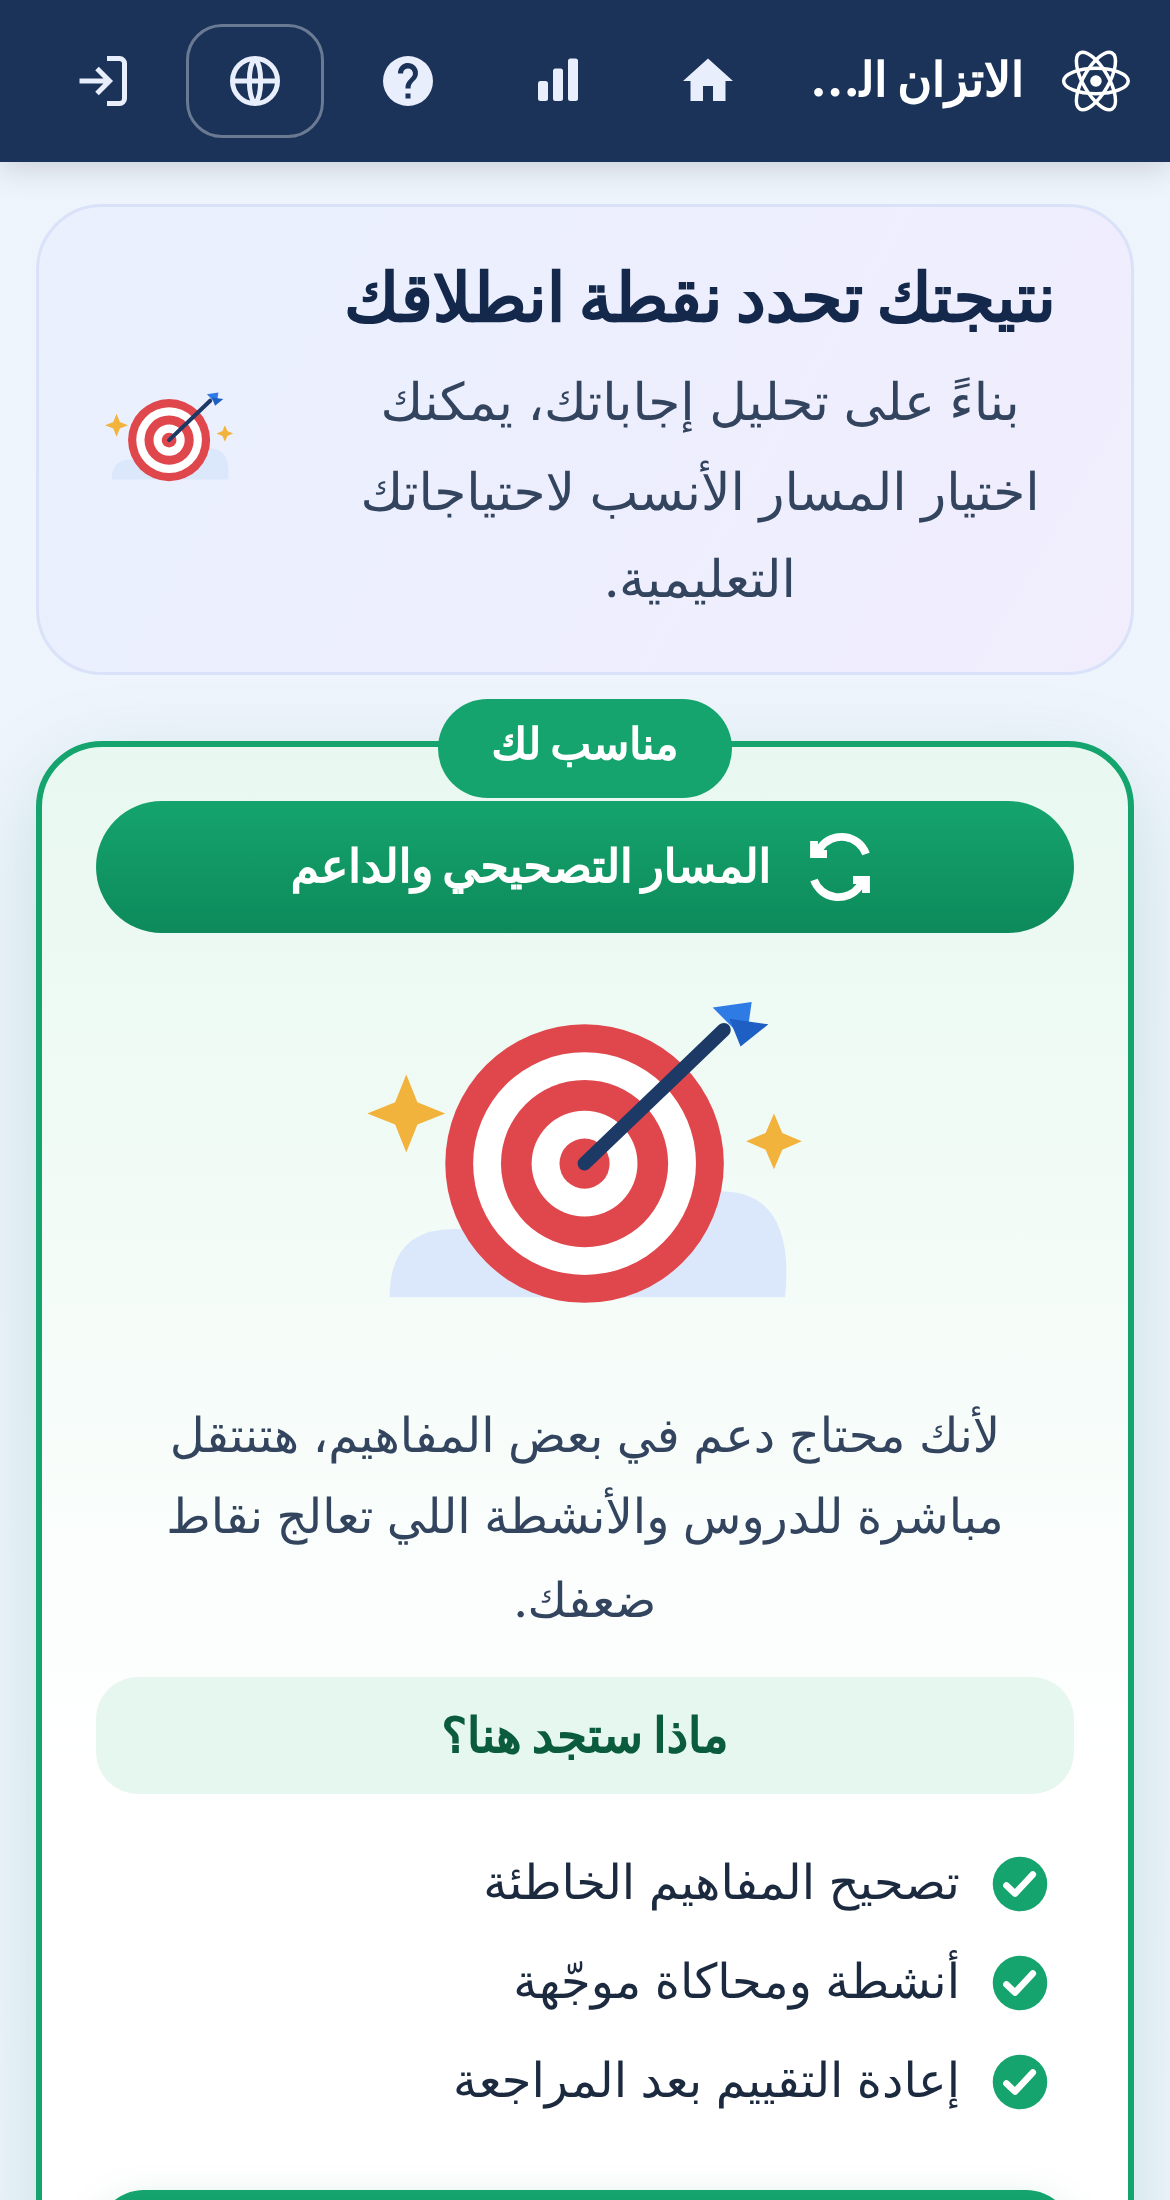 الاتزان الـ...
نتيجتك تحدد نقطة انطلاقك
بناءً على تحليل إجاباتك، يمكنك
اختيار المسار الأنسب لاحتياجاتك
التعليمية.
مناسب لك
المسار التصحيحي والداعم
لأنك محتاج دعم في بعض المفاهيم، هتنتقل
مباشرة للدروس والأنشطة اللي تعالج نقاط
ضعفك.
ماذا ستجد هنا؟
تصحيح المفاهيم الخاطئة
أنشطة ومحاكاة موجّهة
إعادة التقييم بعد المراجعة